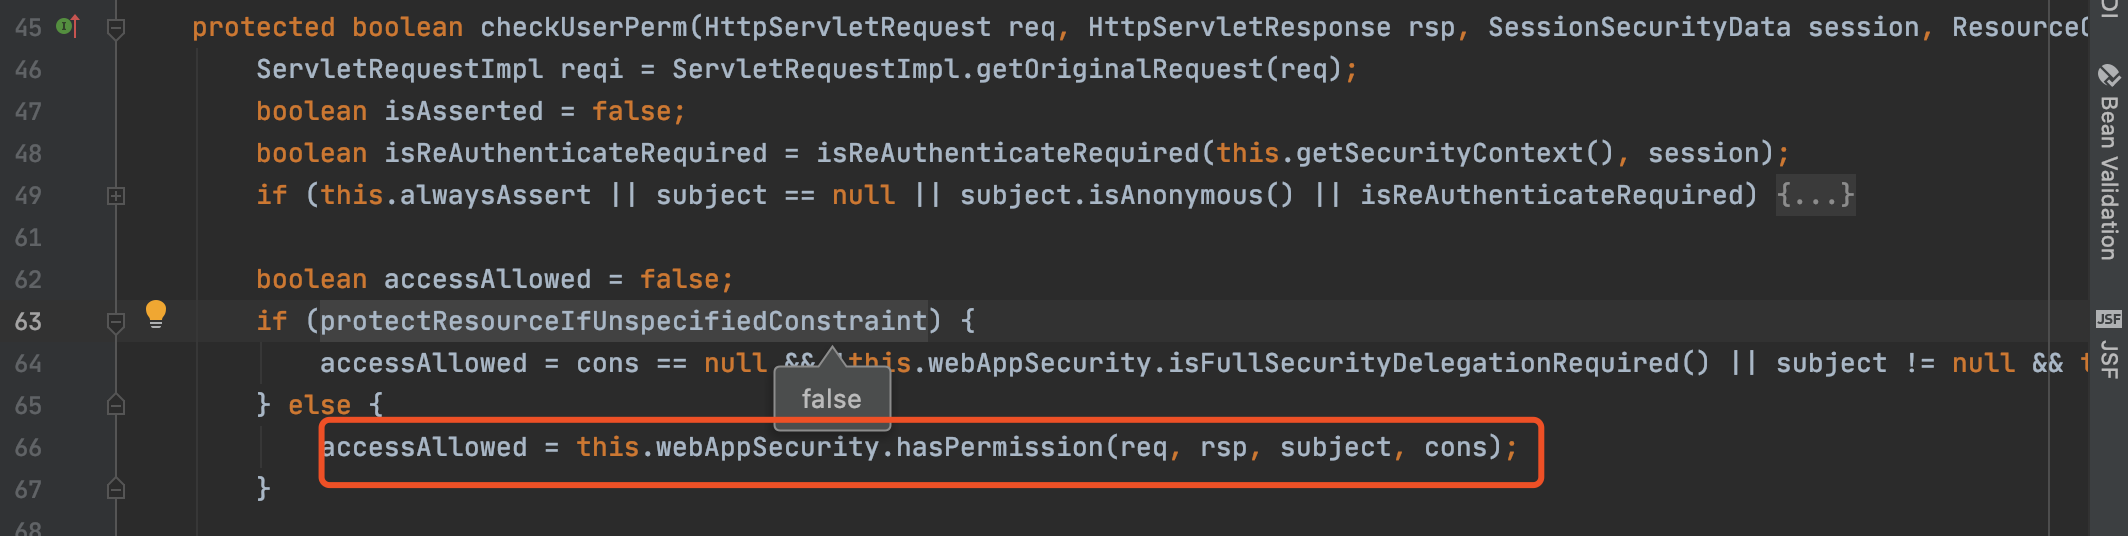 45 protected boolean checkUserPerm(HttpServletRequest req, HttpServletResponse rsp, SessionSecurityData session,
46 ServletRequestImpl reqi = ServletRequestImpl.getOriginalRequest(req);
47 boolean isAsserted = false;
48 boolean isReAuthenticateRequired = isReAuthenticateRequired(this.getSecurityContext(), session);
49 if (this.alwaysAssert || subject == null || subject.isAnonymous() || isReAuthenticateRequired) {...}
61
62 boolean accessAllowed = false;
63 if (protectResourceIfUnspecifiedConstraint) {
64 accessAllowed = cons == null && !this.webAppSecurity.isFullSecurityDelegationRequired() || subject != null &&
false
65 } else {
66 accessAllowed = this.webAppSecurity.hasPermission(req, rsp, subject, cons);
67 }
68
Bean Validation
JSF
JSF